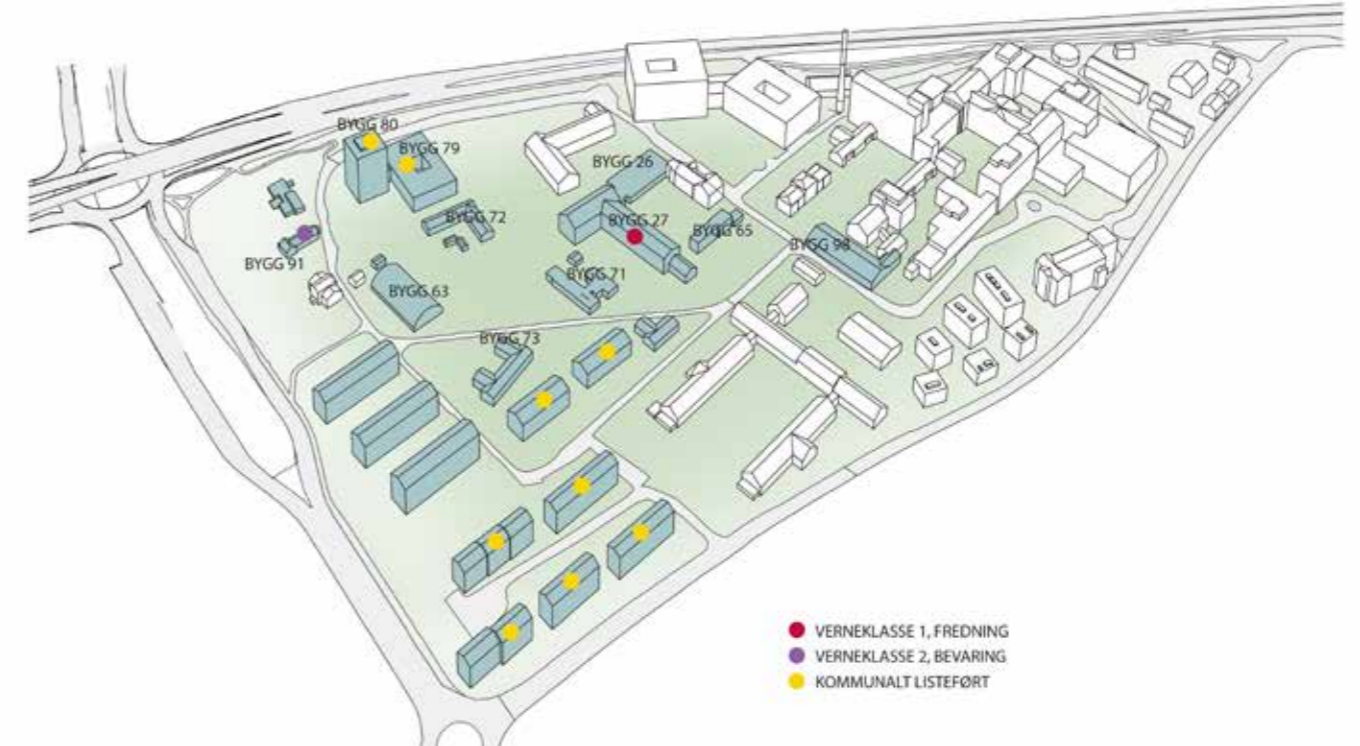 BYGG 80
BYGG 79
BYGG 26
BYGG 72
BYGG 27
BYGG 65
BYGG 98
BYGG 91
BYGG 71
BYGG 63
BYGG 73
VERNEKLASSE 1, FREDNING
VERNEKLASSE 2, BEVARING
KOMMUNALT LISTEFØRT